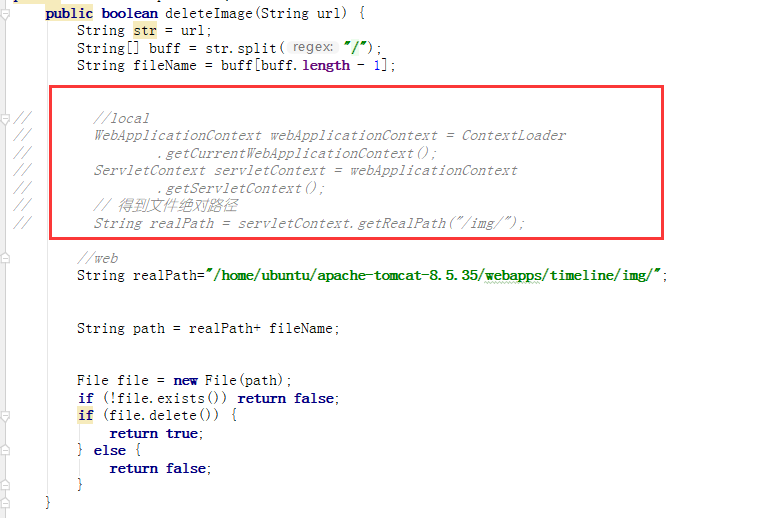 public boolean deleteImage(String url) {
String str = url;
String[] buff = str.split( regex: "/");
String fileName = buff[buff.length - 1];
// //local
// WebApplicationContext webApplicationContext = ContextLoader
// .getCurrentWebApplicationContext();
// ServletContext servletContext = webApplicationContext
// .getServletContext();
// // 得到文件绝对路径
// String realPath = servletContext.getRealPath("/img/");
//web
String realPath="/home/ubuntu/apache-tomcat-8.5.35/webapps/timeline/img/";
String path = realPath+ fileName;
File file = new File(path);
if (!file.exists()) return false;
if (file.delete()) {
return true;
} else {
return false;
}
}